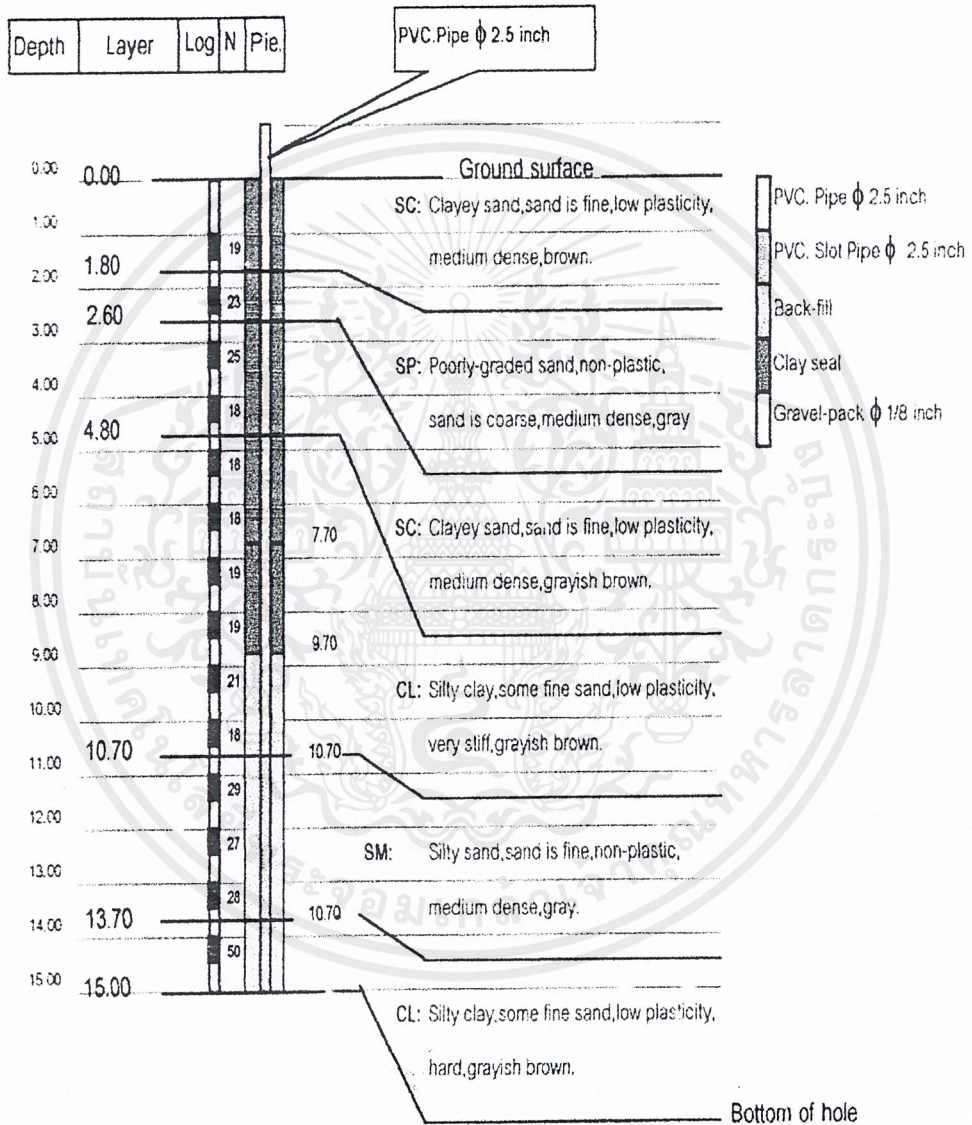 Depth Layer Log N Pie.
PVC.Pipe ϕ 2.5 inch
0.00 0.00 Ground surface
SC: Clayey sand,sand is fine,low plasticity,
medium dense,brown.
PVC. Pipe ϕ 2.5 inch
PVC. Slot Pipe ϕ 2.5 inch
Back-fill
Clay seal
Gravel-pack ϕ 1/8 inch
1.00
19
1.80
2.00
23
2.60
3.00
25
SP: Poorly-graded sand,non-plastic,
sand is coarse,medium dense,gray
4.00
18
4.80
5.00
18
6.00
18
7.00
7.70
SC: Clayey sand,sand is fine,low plasticity,
medium dense,grayish brown.
19
8.00
19
9.70
9.00
21
CL: Silty clay,some fine sand,low plasticity,
very stiff,grayish brown.
10.00
18
10.70 10.70
11.00
29
12.00
27
SM: Silty sand,sand is fine,non-plastic,
medium dense,gray.
13.00
28
13.70 10.70
14.00
50
15.00 15.00
CL: Silty clay,some fine sand,low plasticity,
hard,grayish brown.
Bottom of hole